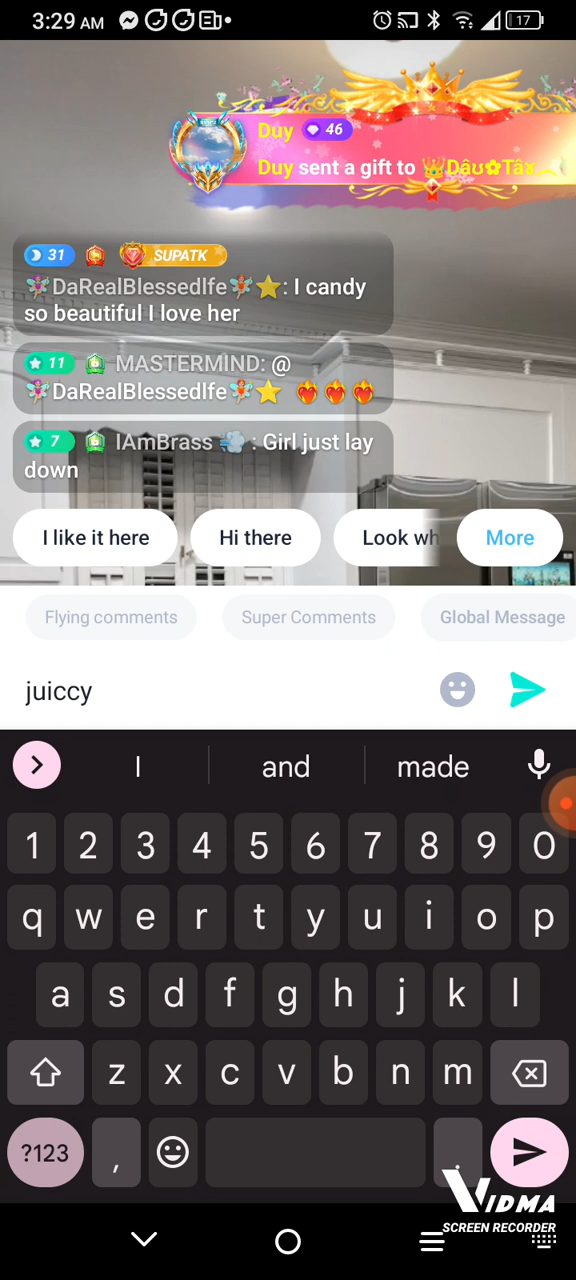 3:29 AM 17
Duy 46
Duy sent a gift to 👑Dâu✿Tây
31 SUPATK
🧚DaRealBlessedIfe🧚⭐: I candy
so beautiful I love her
11 MASTERMIND: @
🧚DaRealBlessedIfe🧚⭐ ❤️‍🔥❤️‍🔥❤️‍🔥
7 IAmBrass 💨 : Girl just lay
down
I like it here Hi there Look wh More
Flying comments Super Comments Global Message
juiccy
I and made
1 2 3 4 5 6 7 8 9 0
q w e r t y u i o p
a s d f g h j k l
z x c v b n m
?123 , .
VIDMA
SCREEN RECORDER